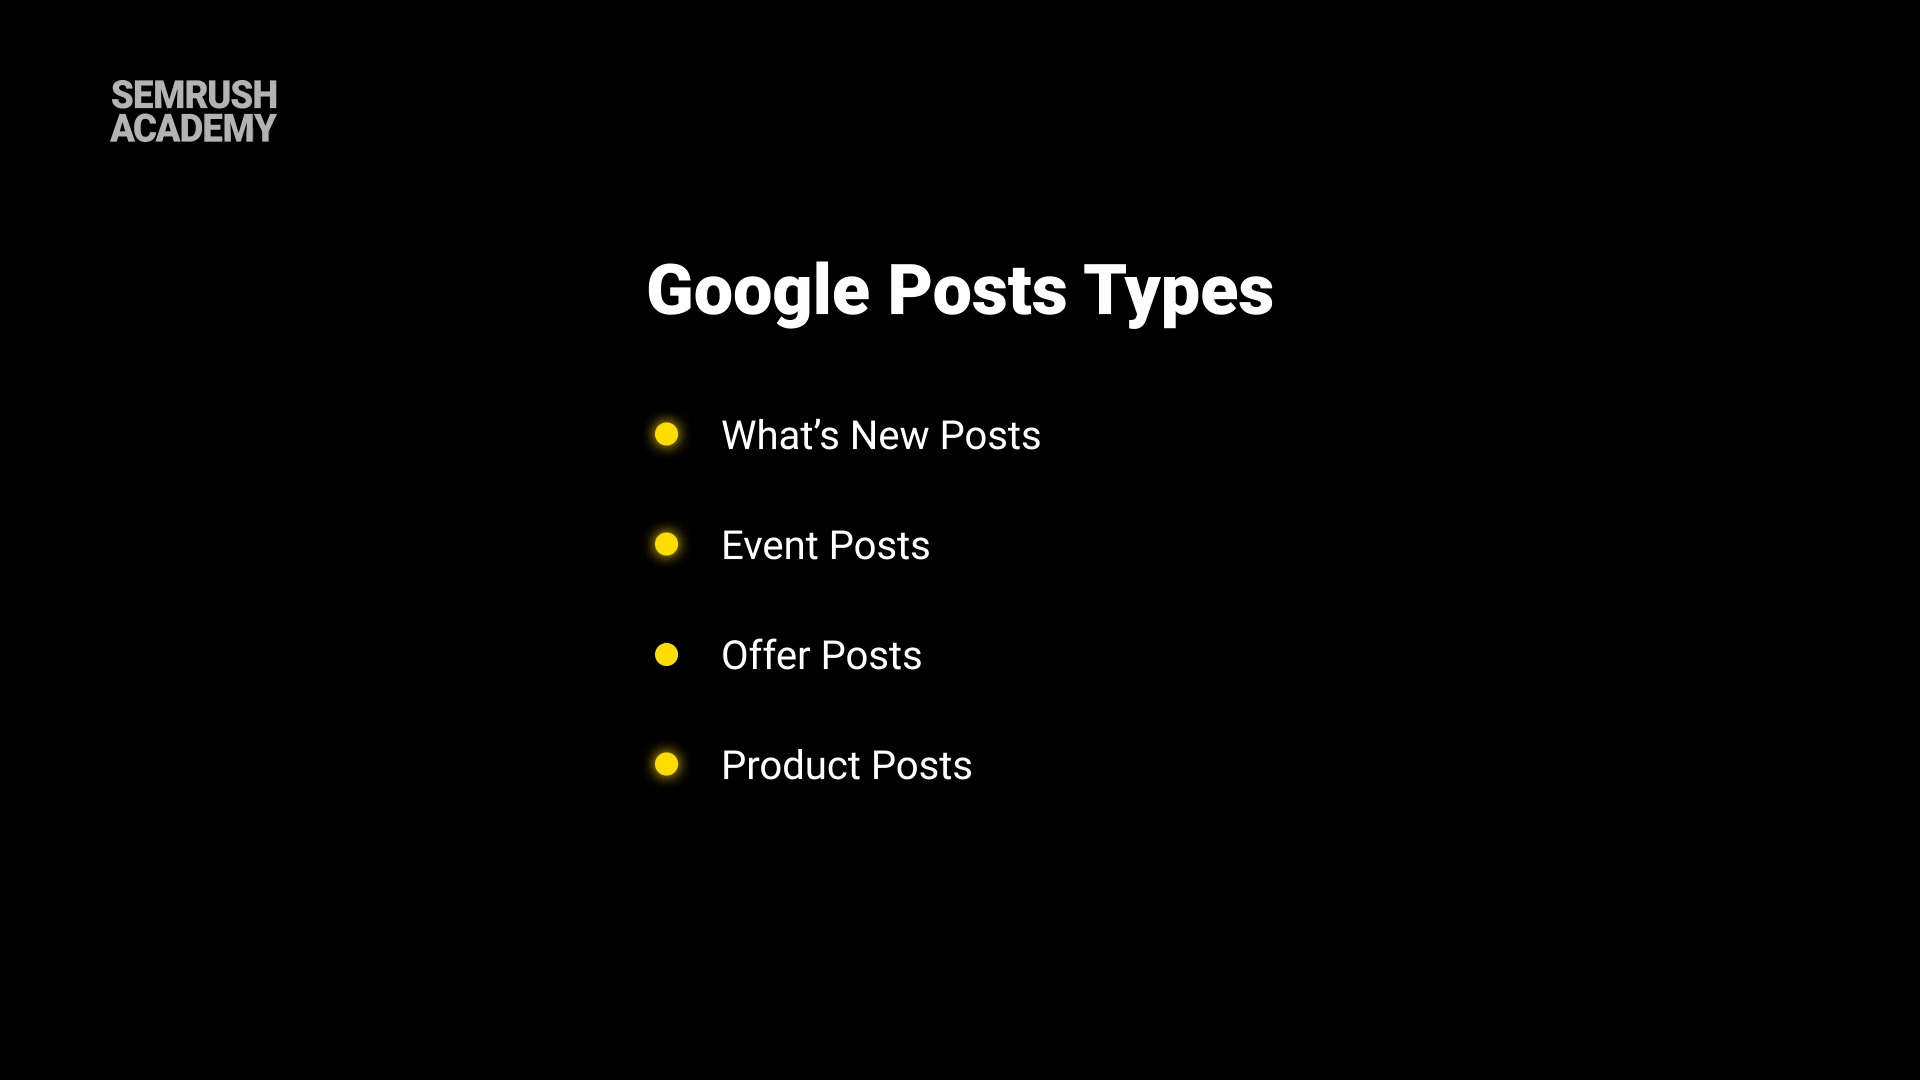 SEMRUSH
ACADEMY
Google Posts Types
What’s New Posts
Event Posts
Offer Posts
Product Posts